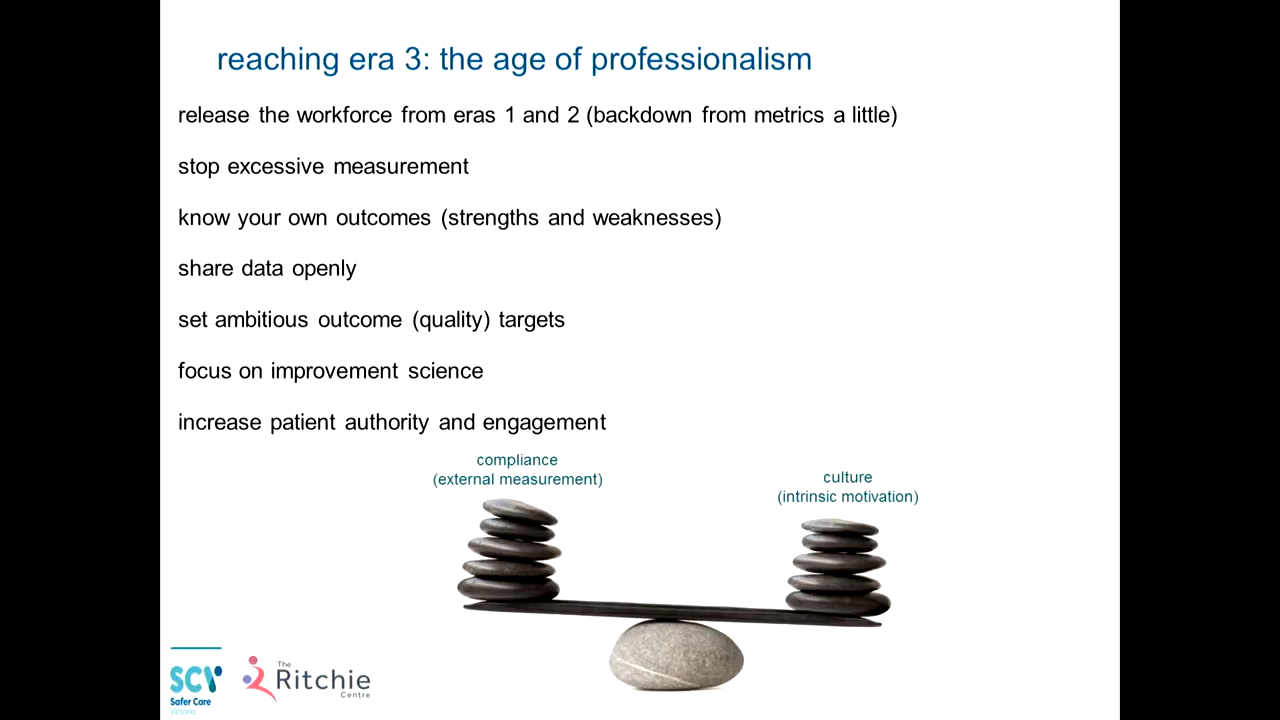 reaching era 3: the age of professionalism
release the workforce from eras 1 and 2 (backdown from metrics a little)
stop excessive measurement
know your own outcomes (strengths and weaknesses)
share data openly
set ambitious outcome (quality) targets
focus on improvement science
increase patient authority and engagement
compliance
(external measurement)
culture
(intrinsic motivation)
SCV
Safer Care
Victoria
The
Ritchie
Centre